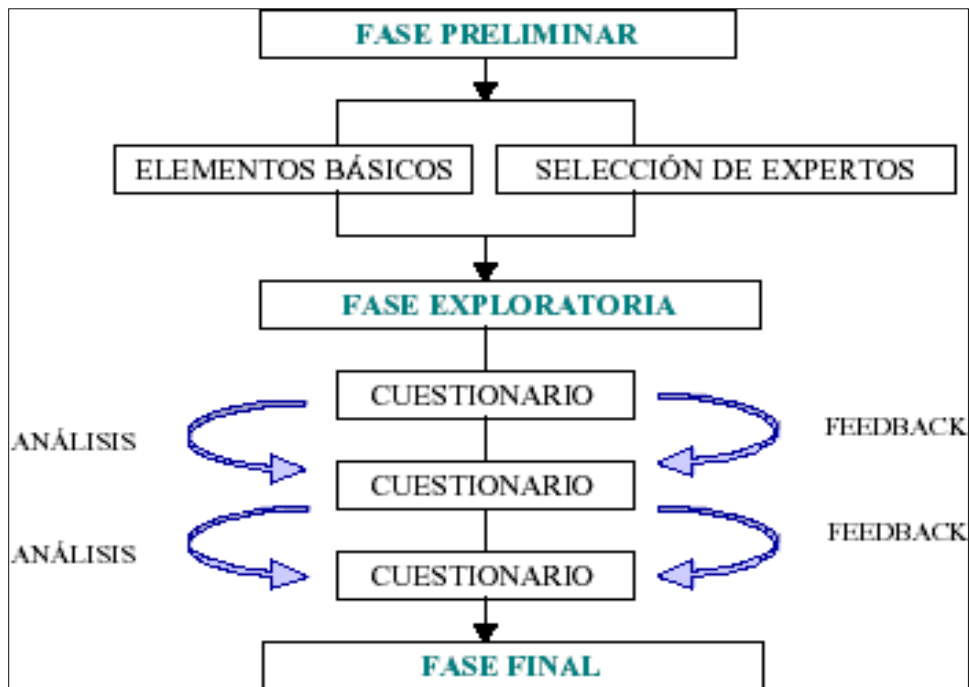 FASE PRELIMINAR
ELEMENTOS BÁSICOS
SELECCIÓN DE EXPERTOS
FASE EXPLORATORIA
CUESTIONARIO
ANÁLISIS
FEEDBACK
CUESTIONARIO
ANÁLISIS
FEEDBACK
CUESTIONARIO
FASE FINAL